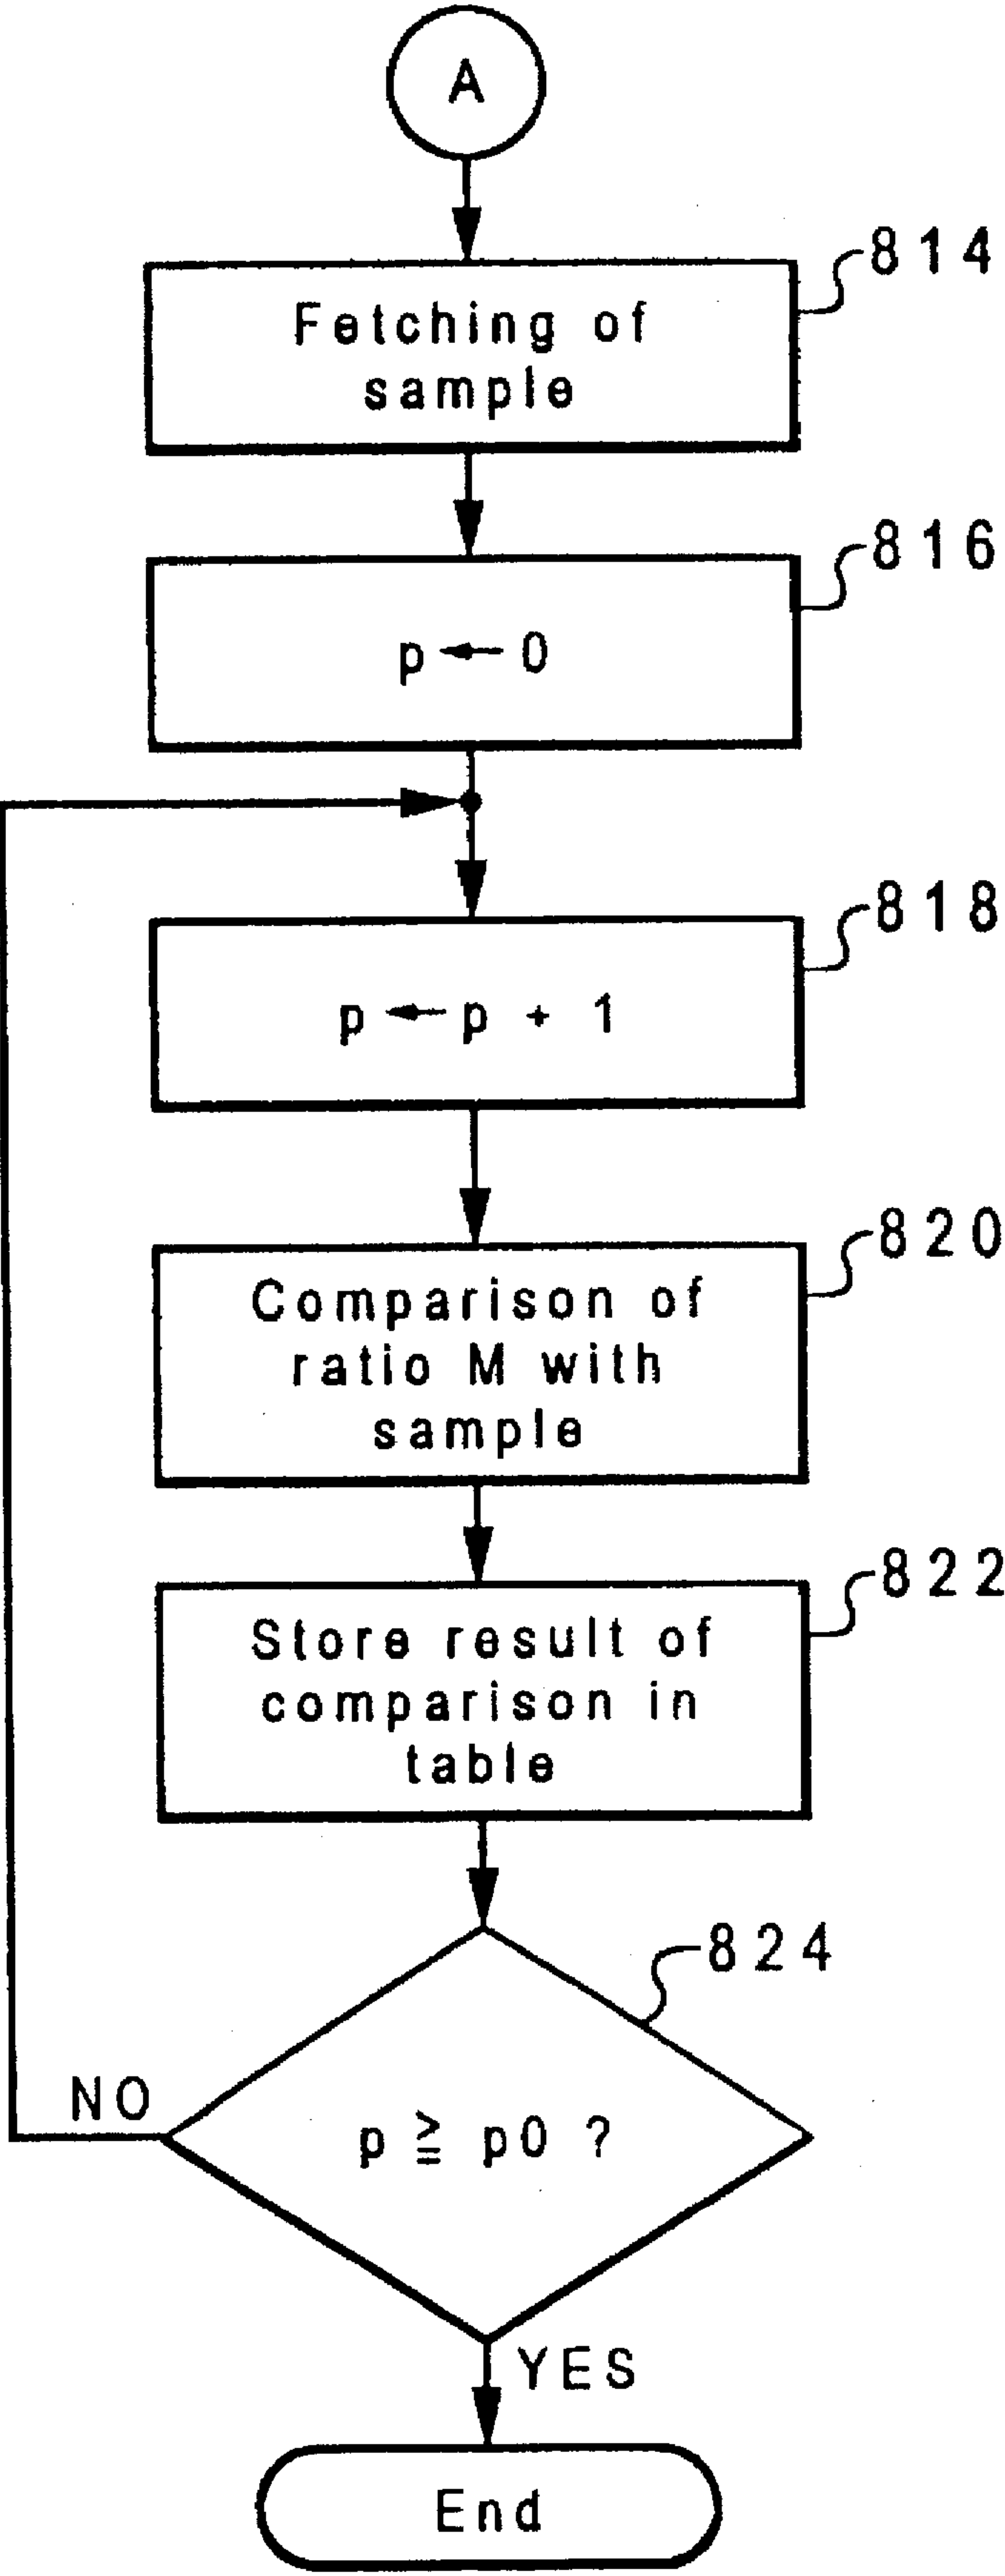 A
814
Fetching of
sample
816
p ← 0
818
p ← p + 1
820
Comparison of
ratio M with
sample
822
Store result of
comparison in
table
824
NO
p ≧ p0 ?
YES
End